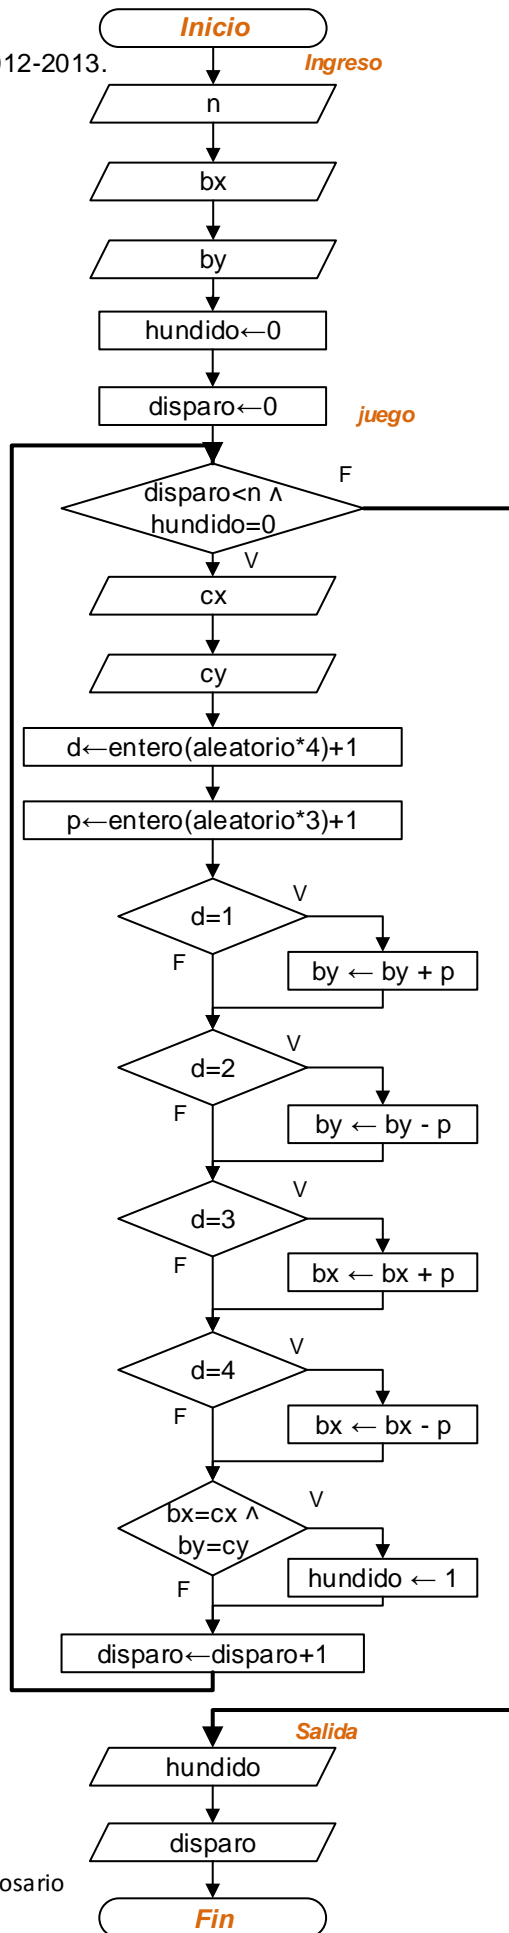 Inicio
012-2013.
Ingreso
n
bx
by
hundido←0
disparo←0
juego
disparo<n ∧
hundido=0
F
V
cx
cy
d←entero(aleatorio*4)+1
p←entero(aleatorio*3)+1
d=1
V
F
by ← by + p
d=2
V
F
by ← by - p
d=3
V
F
bx ← bx + p
d=4
V
F
bx ← bx - p
bx=cx ∧
by=cy
V
F
hundido ← 1
disparo←disparo+1
Salida
hundido
disparo
osario
Fin